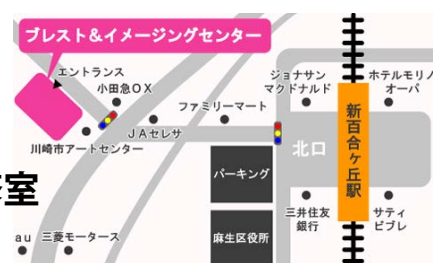 ブレスト&イメージングセンター
エントランス
小田急OX
ファミリーマート
JAセレサ
川崎市アートセンター
ジョナサン
マクドナルド
ホテルモリノ
オーパ
新百合ヶ丘駅
北口
パーキング
室
三井住友
銀行
サティ
ビブレ
au
三菱モータース
麻生区役所